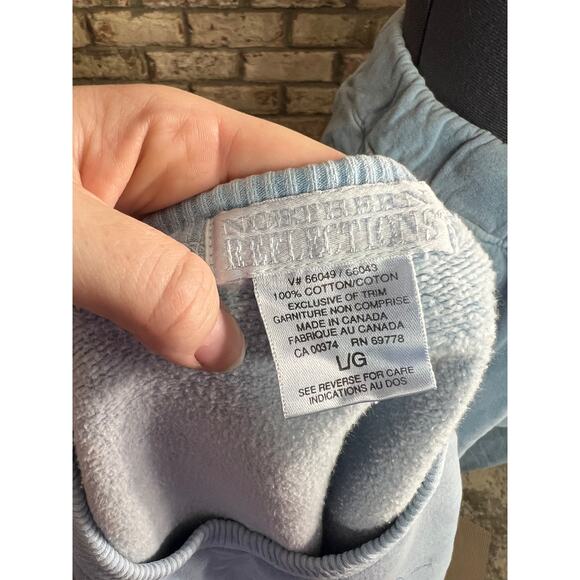 REFLECTIONS
V# 66049 / 66043
100% COTTON/COTON
EXCLUSIVE OF TRIM
GARNITURE NON COMPRISE
MADE IN CANADA
FABRIQUE AU CANADA
CA 00374 RN 69778
L/G
SEE REVERSE FOR CARE
INDICATIONS AU DOS